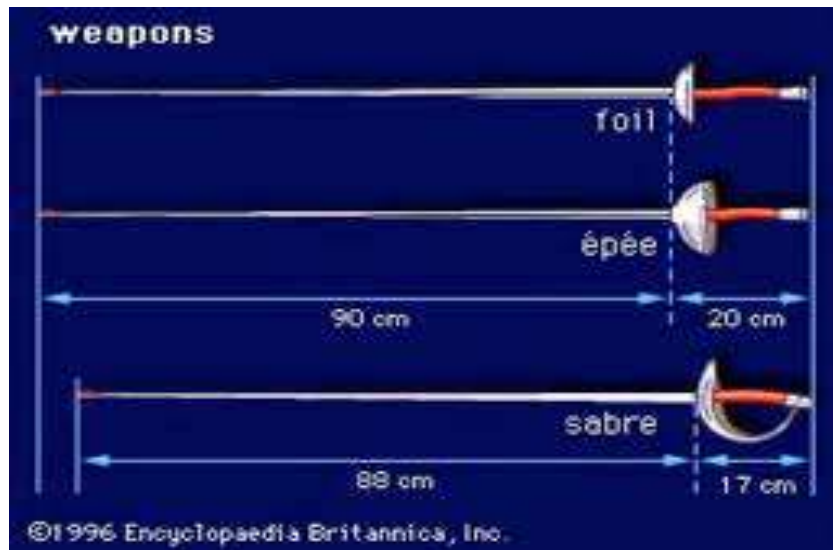 weapons
foil
épée
90 cm
20 cm
sabre
88 cm
17 cm
©1996 Encyclopaedia Britannica, Inc.